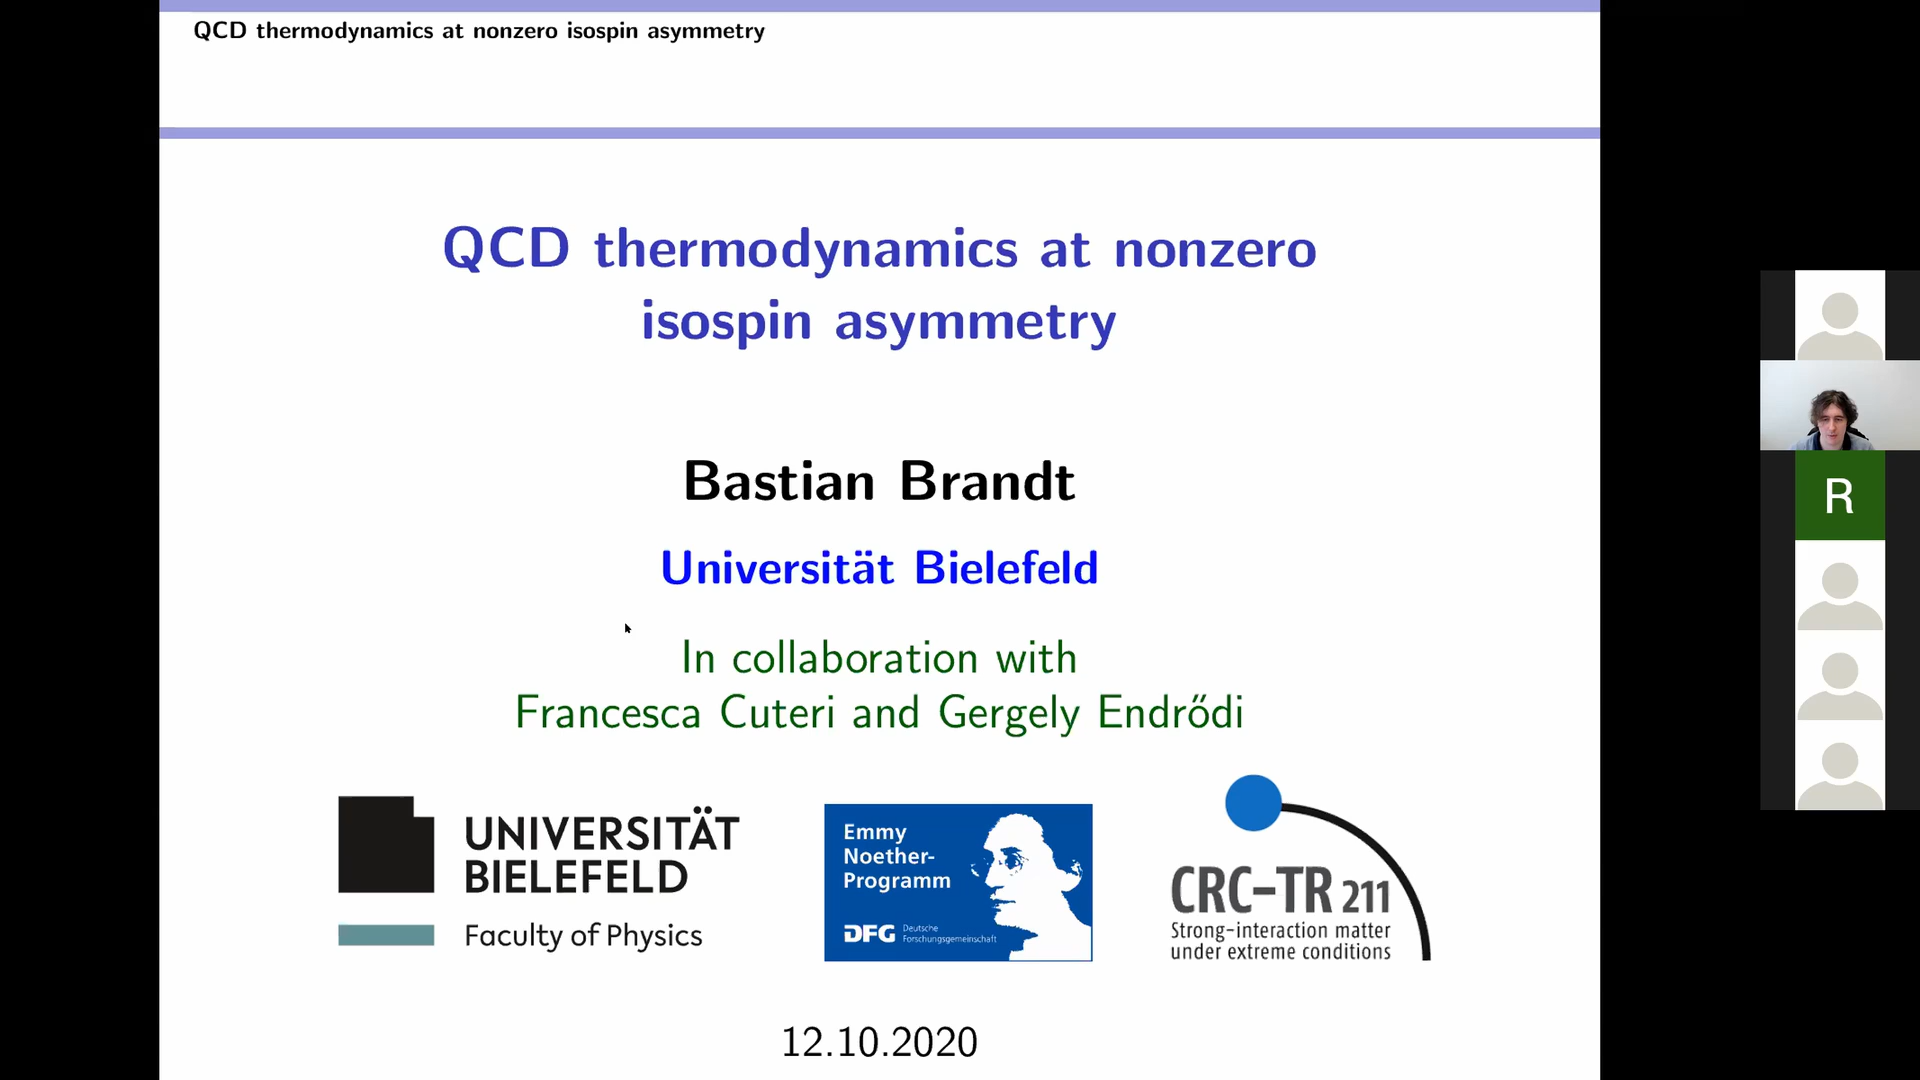 QCD thermodynamics at nonzero isospin asymmetry
QCD thermodynamics at nonzero
isospin asymmetry
Bastian Brandt
Universität Bielefeld
In collaboration with
Francesca Cuteri and Gergely Endrődi
UNIVERSITÄT
BIELEFELD
Faculty of Physics
Emmy
Noether-
Programm
DFG Deutsche
Forschungsgemeinschaft
CRC-TR 211
Strong-interaction matter
under extreme conditions
12.10.2020
R